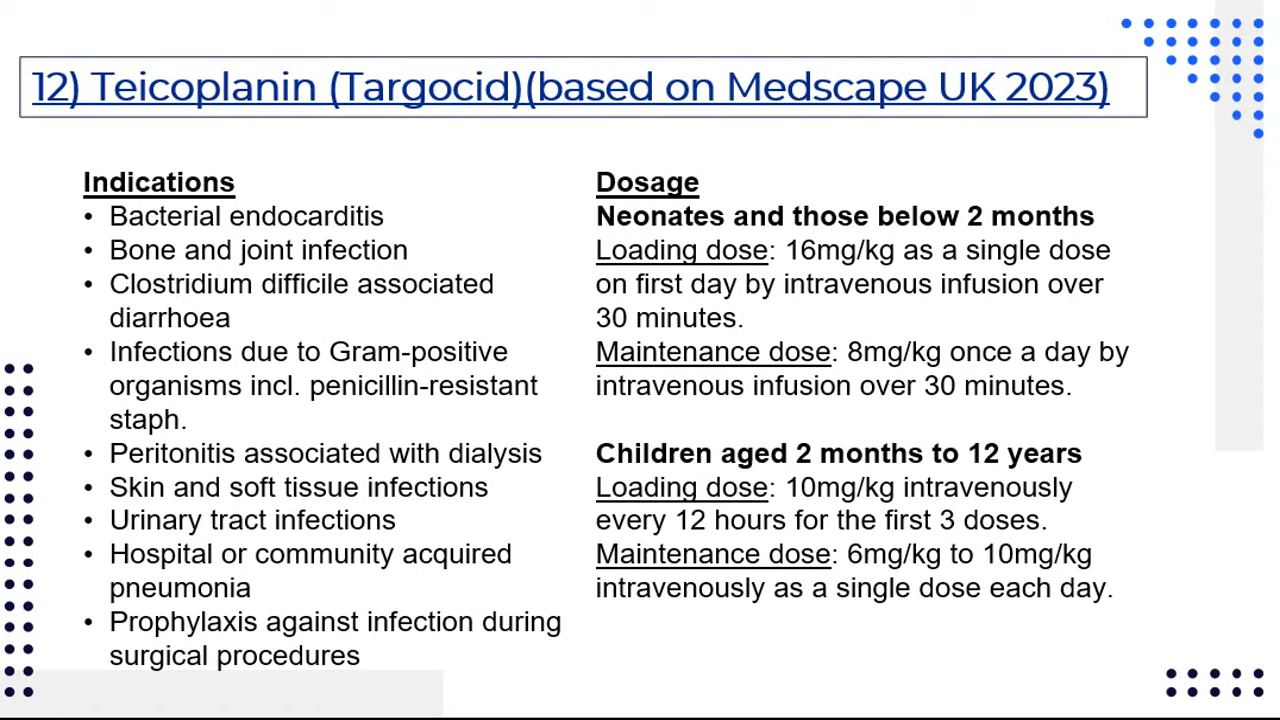 12) Teicoplanin (Targocid)(based on Medscape UK 2023)
Indications
• Bacterial endocarditis
• Bone and joint infection
• Clostridium difficile associated
diarrhoea
• Infections due to Gram-positive
organisms incl. penicillin-resistant
staph.
• Peritonitis associated with dialysis
• Skin and soft tissue infections
• Urinary tract infections
• Hospital or community acquired
pneumonia
• Prophylaxis against infection during
surgical procedures
Dosage
Neonates and those below 2 months
Loading dose: 16mg/kg as a single dose
on first day by intravenous infusion over
30 minutes.
Maintenance dose: 8mg/kg once a day by
intravenous infusion over 30 minutes.
Children aged 2 months to 12 years
Loading dose: 10mg/kg intravenously
every 12 hours for the first 3 doses.
Maintenance dose: 6mg/kg to 10mg/kg
intravenously as a single dose each day.